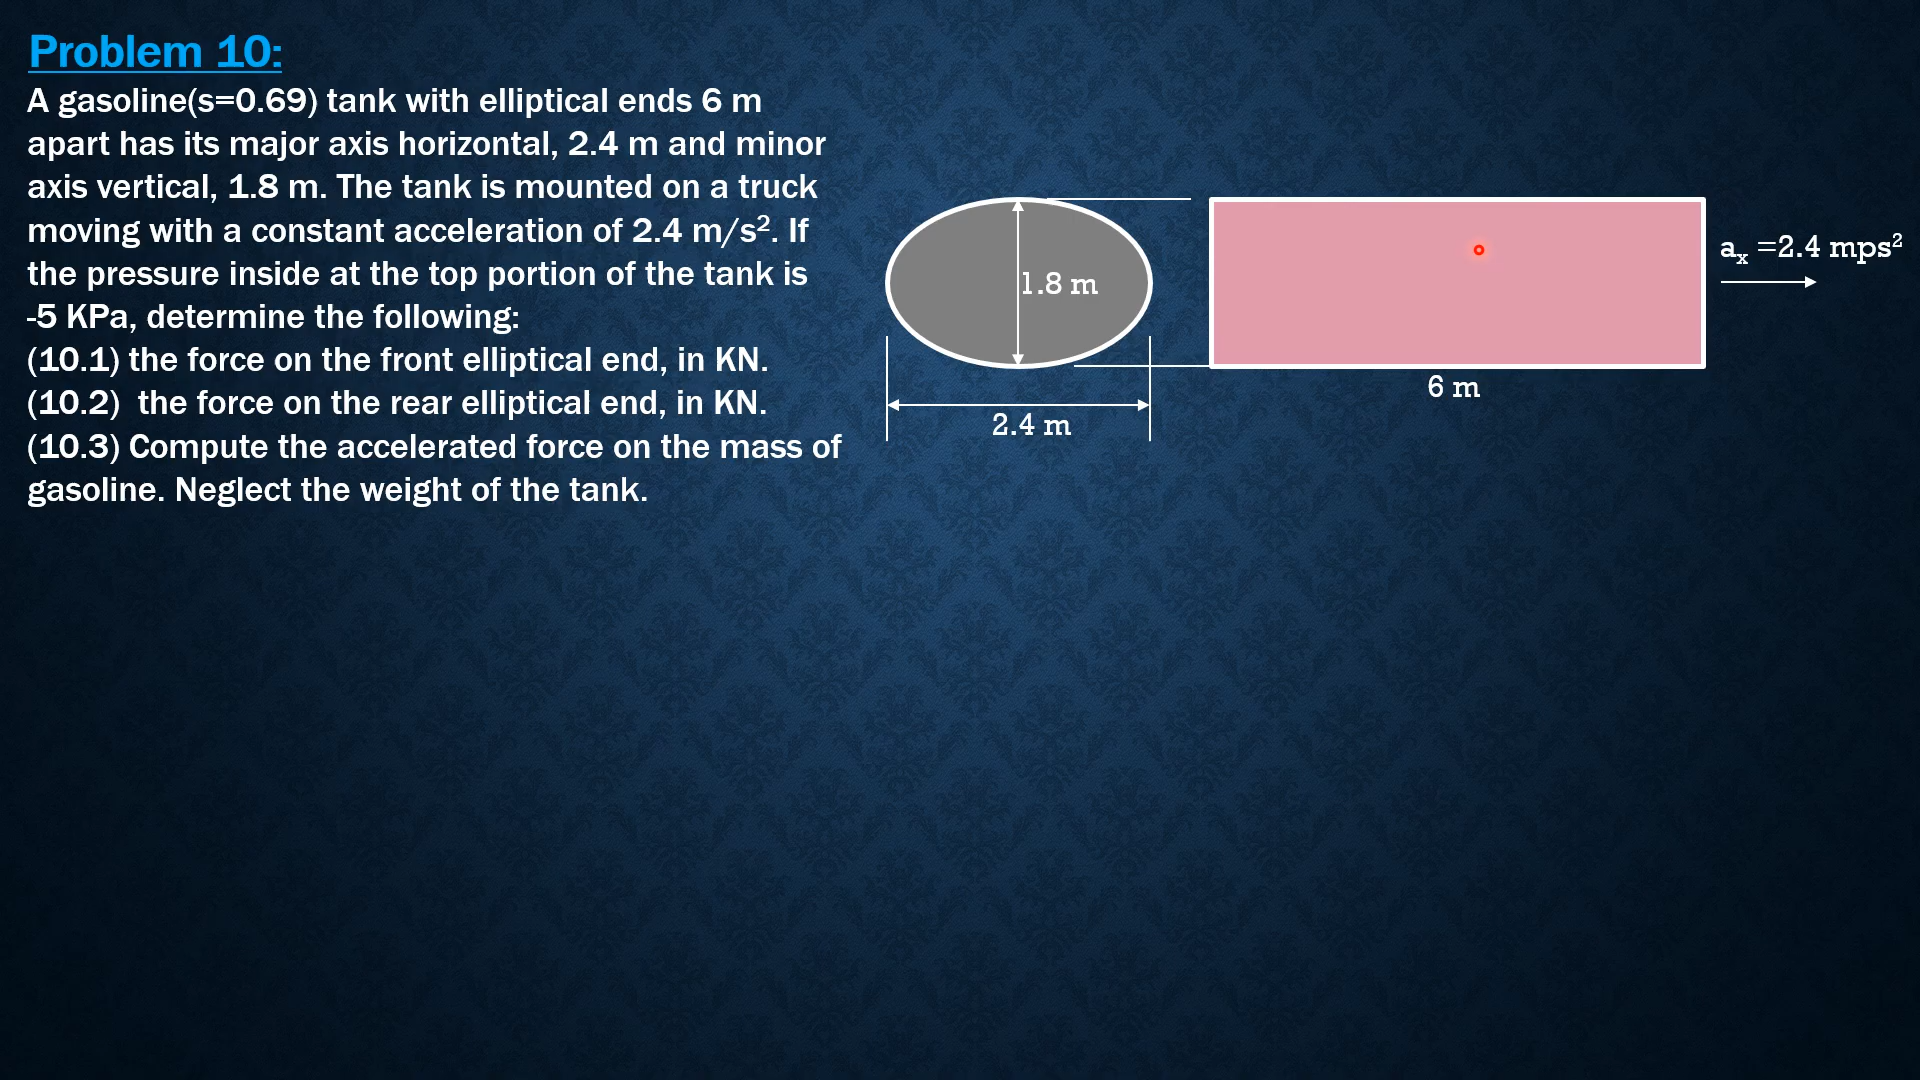 Problem 10:
A gasoline(s=0.69) tank with elliptical ends 6 m
apart has its major axis horizontal, 2.4 m and minor
axis vertical, 1.8 m. The tank is mounted on a truck
moving with a constant acceleration of 2.4 m/s². If
the pressure inside at the top portion of the tank is
-5 KPa, determine the following:
(10.1) the force on the front elliptical end, in KN.
(10.2) the force on the rear elliptical end, in KN.
(10.3) Compute the accelerated force on the mass of
gasoline. Neglect the weight of the tank.
1.8 m
2.4 m
6 m
aₓ =2.4 mps²